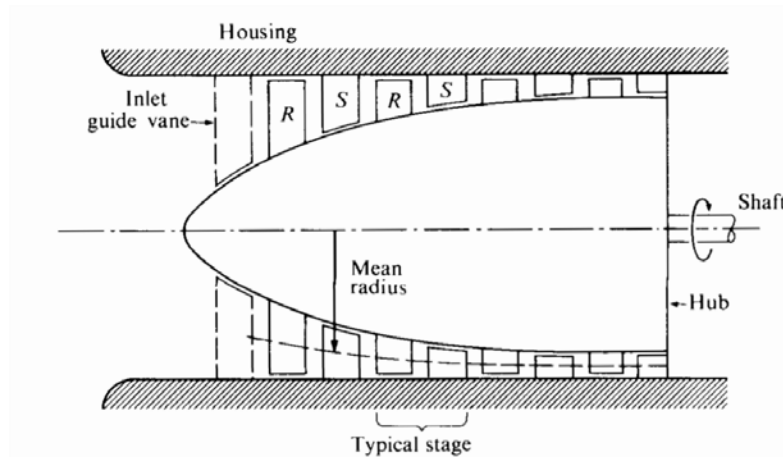 Housing
Inlet
guide vane
R
S
R
S
Shaft
Mean
radius
Hub
Typical stage